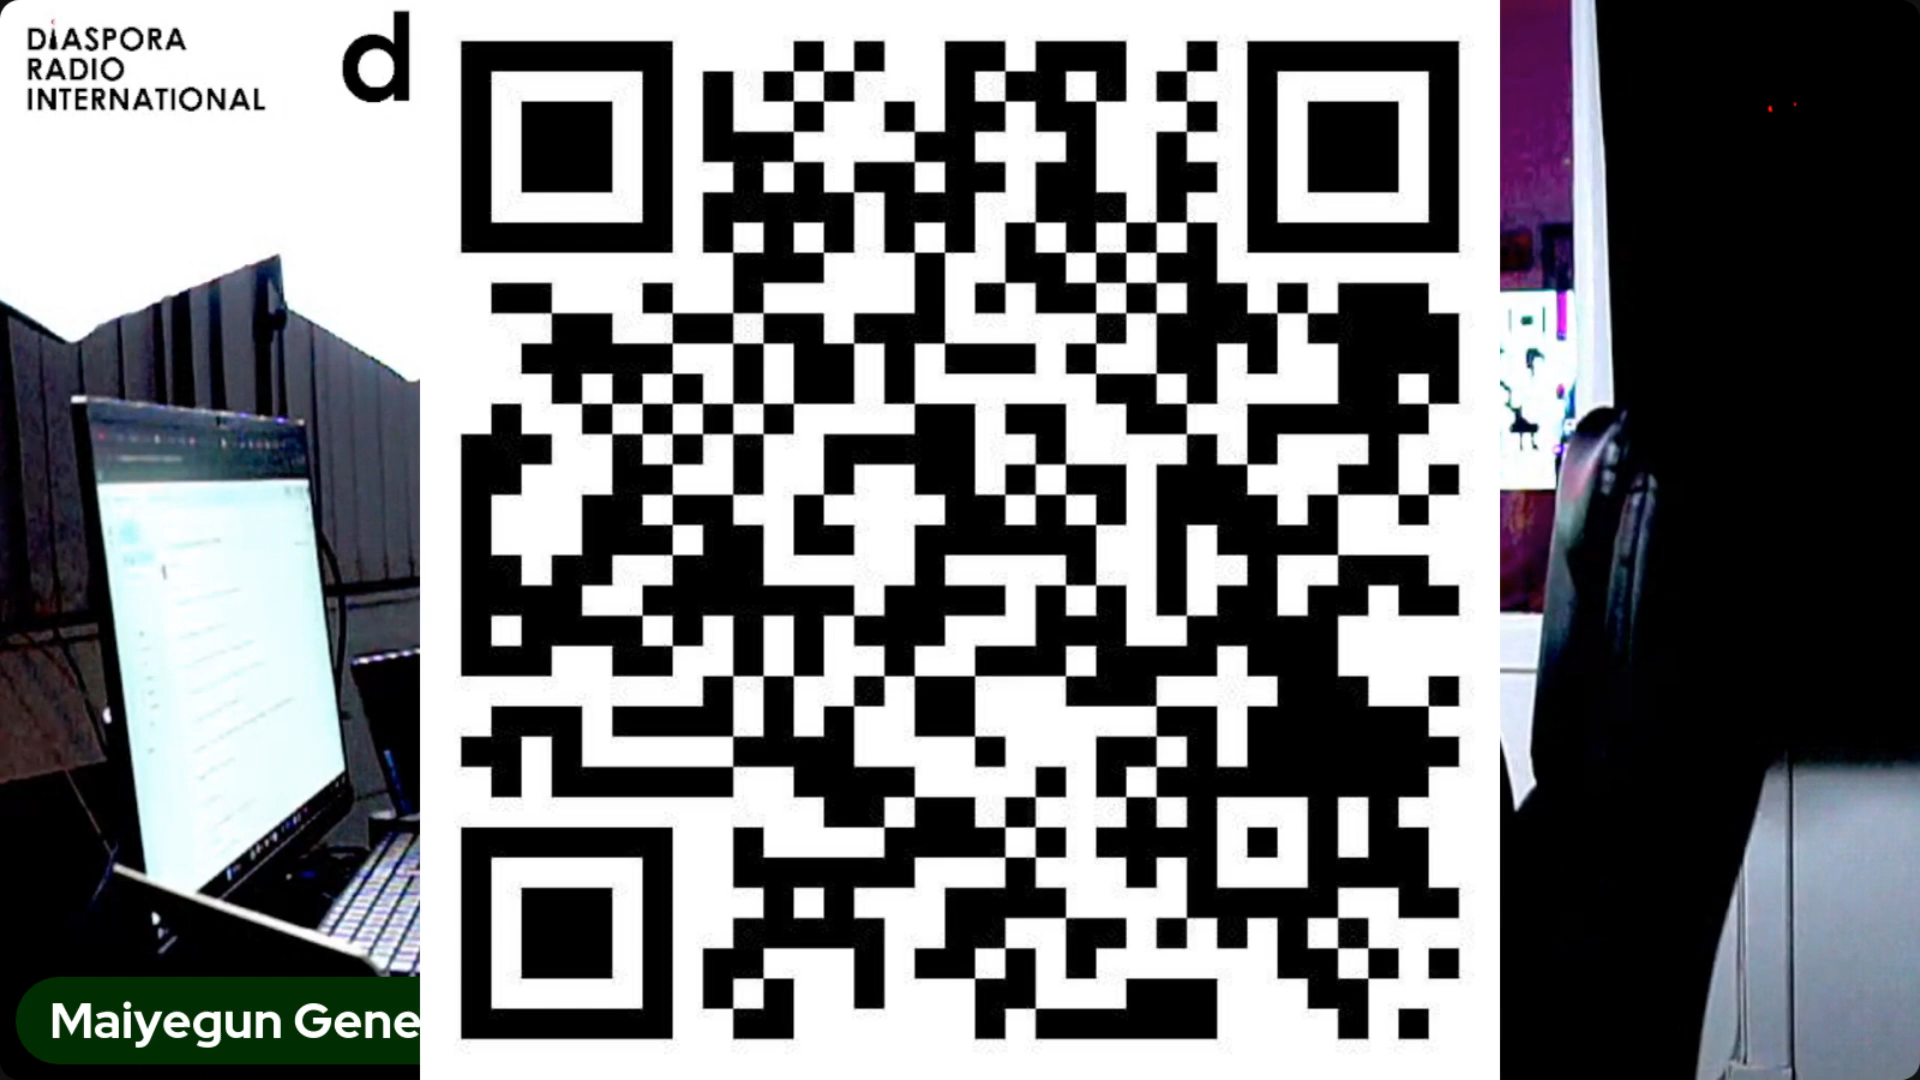 DIASPORA
RADIO
INTERNATIONAL
d
Maiyegun Gene